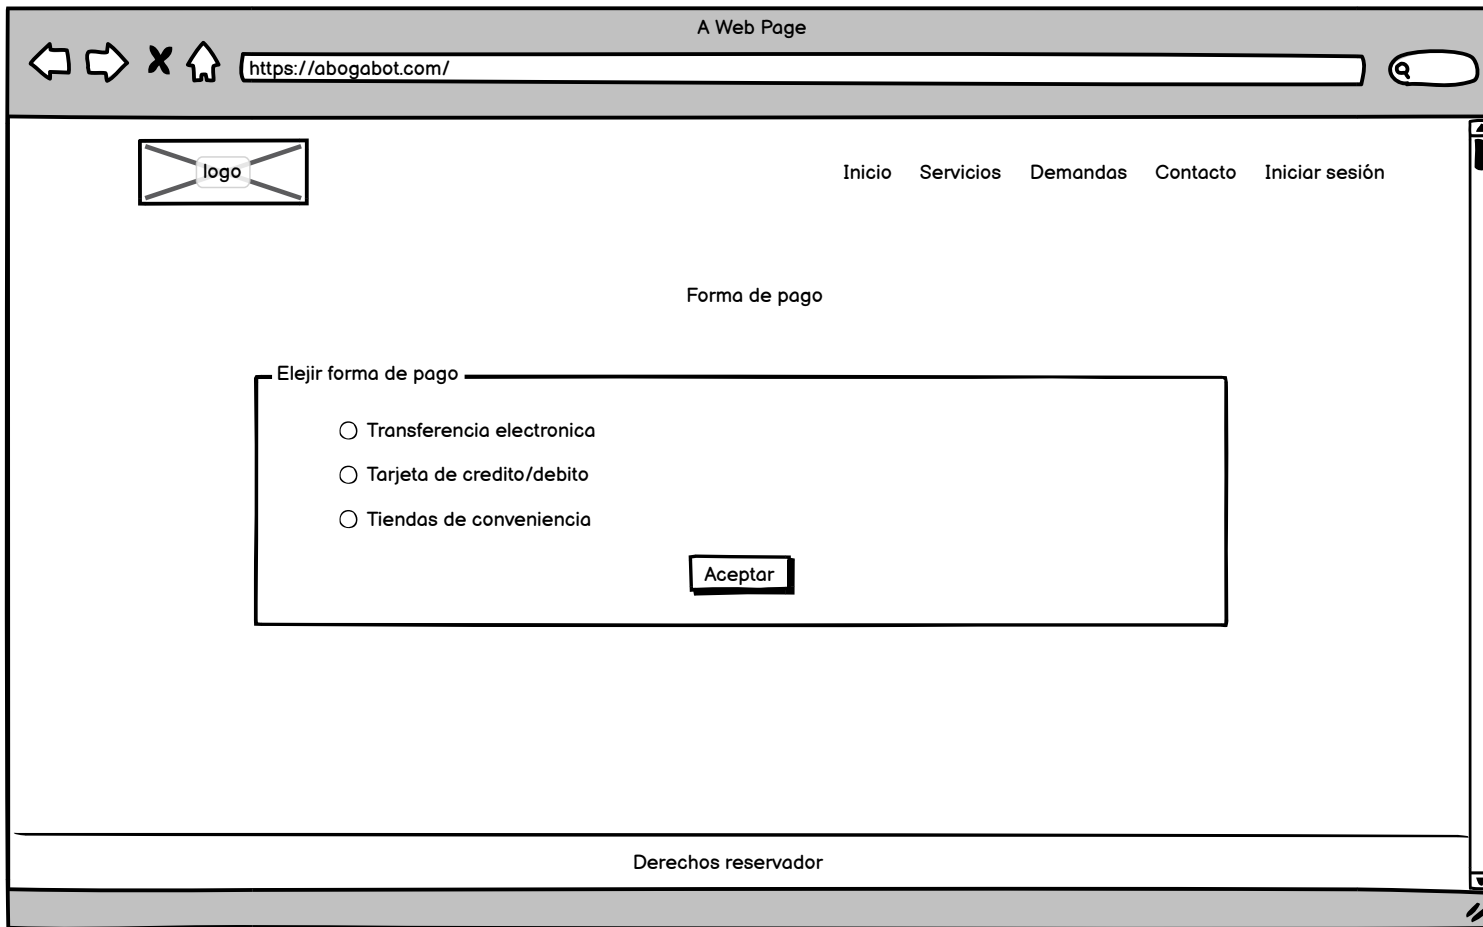 A Web Page
https://abogabot.com/
logo
Inicio Servicios Demandas Contacto Iniciar sesión
Forma de pago
Elejir forma de pago
Transferencia electronica
Tarjeta de credito/debito
Tiendas de conveniencia
Aceptar
Derechos reservador